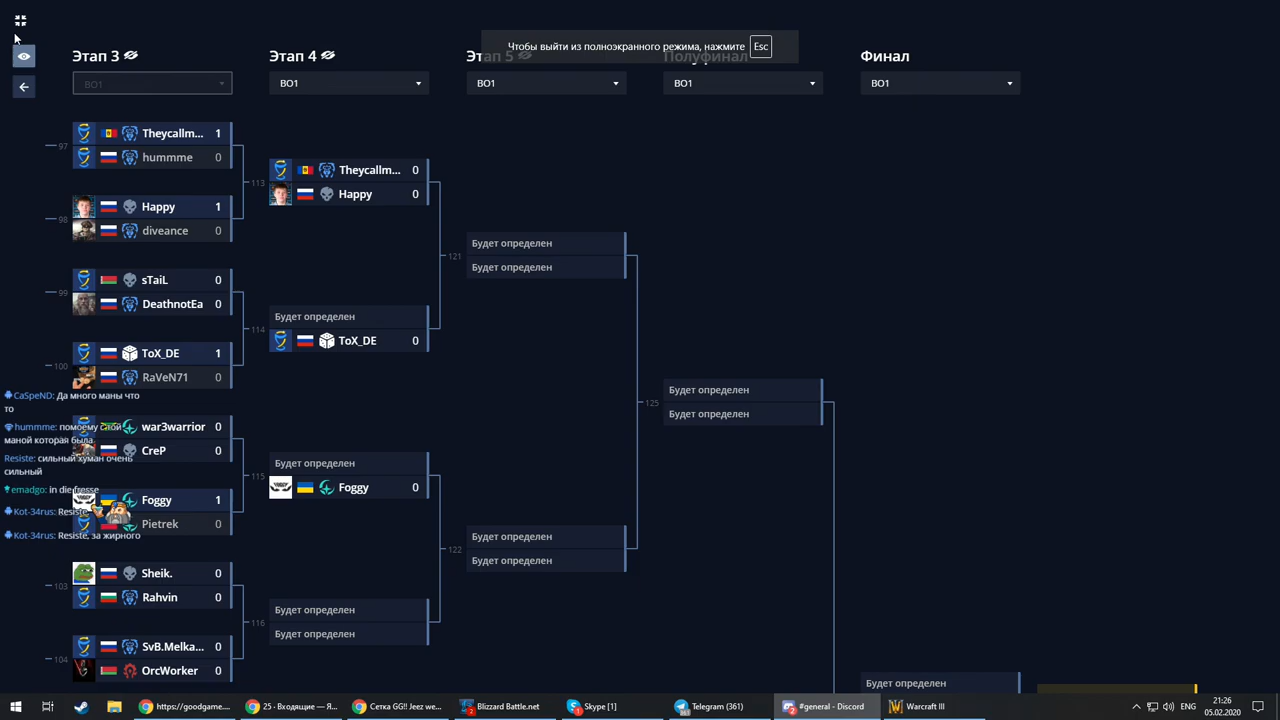 Чтобы выйти из полноэкранного режима, нажмите Esc
Этап 3
Этап 4
Этап 5
Полуфинал
Финал
BO1
BO1
BO1
BO1
BO1
97
Theycallm... 1
hummme 0
98
Happy 1
diveance 0
99
sTaiL 0
DeathnotEa 0
100
ToX_DE 1
RaVeN71 0
war3warrior 0
CreP 0
Foggy 1
Pietrek 0
103
Sheik. 0
Rahvin 0
104
SvB.Melka... 0
OrcWorker 0
CaSpeND: Да много маны что
то
hummme: помоему с той
маной которая была
Resiste: сильный хуман очень
сильный
emadgo: in die fresse
Kot-34rus: Resiste,
Kot-34rus: Resiste, за жирного
113
Theycallm... 0
Happy 0
114
Будет определен
ToX_DE 0
115
Будет определен
Foggy 0
116
Будет определен
Будет определен
121
Будет определен
Будет определен
122
Будет определен
Будет определен
125
Будет определен
Будет определен
Будет определен
https://goodgame....
25 - Входящие — Я...
Сетка GG!! Jeez we...
Blizzard Battle.net
Skype [1]
Telegram (361)
#general - Discord
Warcraft III
ENG
21:26
05.02.2020